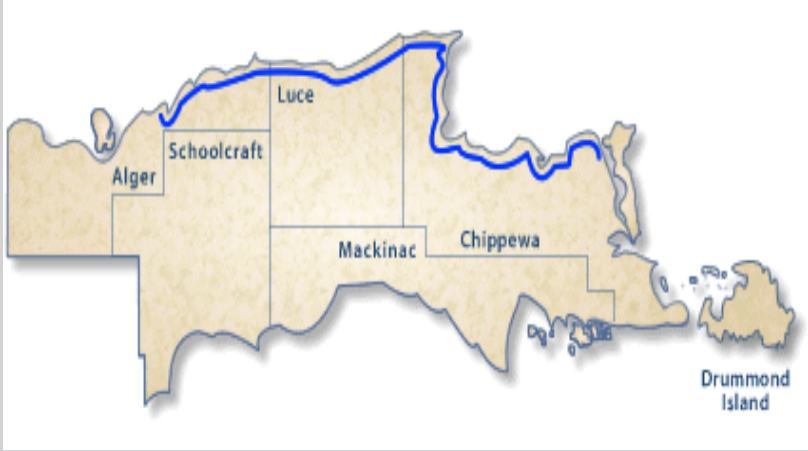 Luce
Schoolcraft
Alger
Mackinac
Chippewa
Drummond
Island